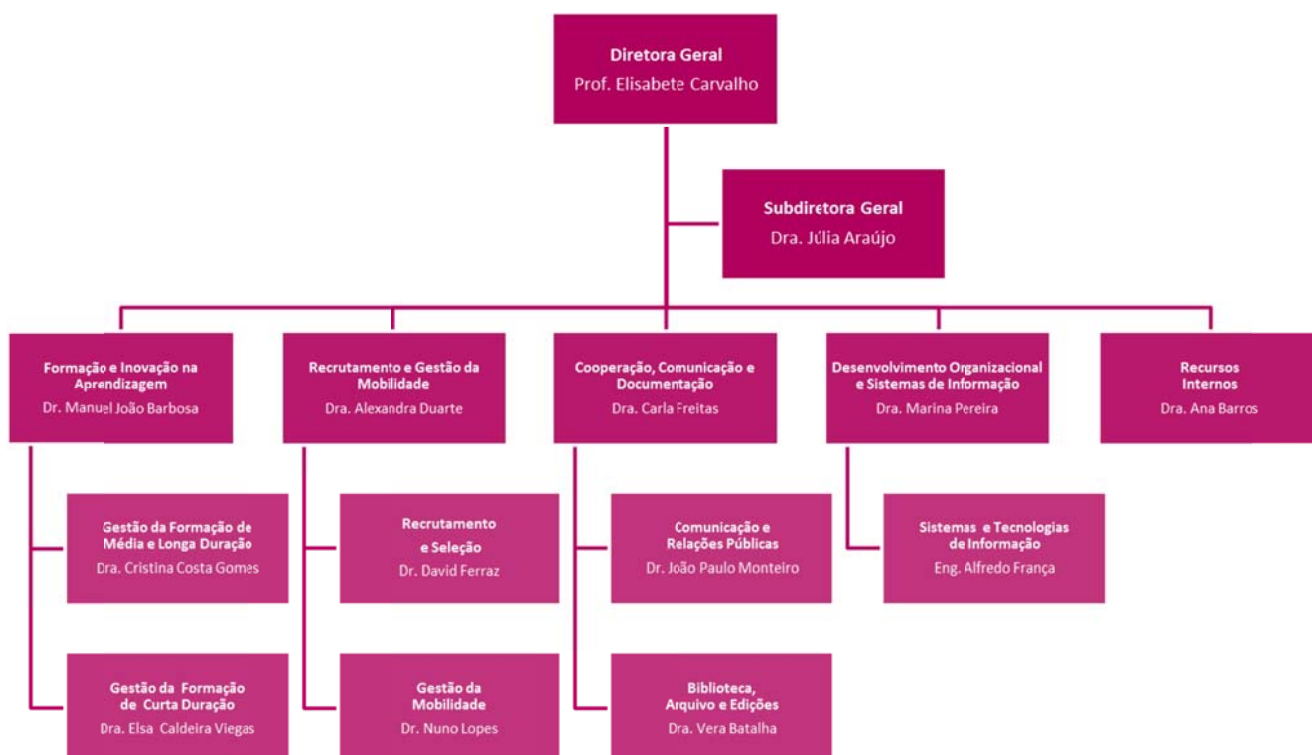 Diretora Geral
Prof. Elisabete Carvalho
Subdiretora Geral
Dra. Júlia Araújo
Formação e Inovação na
Aprendizagem
Dr. Manuel João Barbosa
Recrutamento e Gestão da
Mobilidade
Dra. Alexandra Duarte
Cooperação, Comunicação e
Documentação
Dra. Carla Freitas
Desenvolvimento Organizacional
e Sistemas de Informação
Dra. Marina Pereira
Recursos
Internos
Dra. Ana Barros
Gestão da Formação de
Média e Longa Duração
Dra. Cristina Costa Gomes
Recrutamento
e Seleção
Dr. David Ferraz
Comunicação e
Relações Públicas
Dr. João Paulo Monteiro
Sistemas e Tecnologias
de Informação
Eng. Alfredo França
Gestão da Formação
de Curta Duração
Dra. Elsa Caldeira Viegas
Gestão da
Mobilidade
Dr. Nuno Lopes
Biblioteca,
Arquivo e Edições
Dra. Vera Batalha